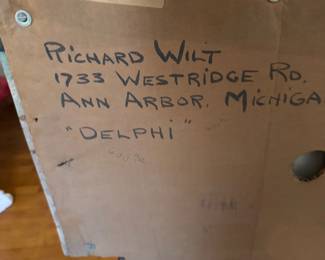 RICHARD WILT
1733 WESTRIDGE RD.
ANN ARBOR, MICHIGA
"DELPHI"